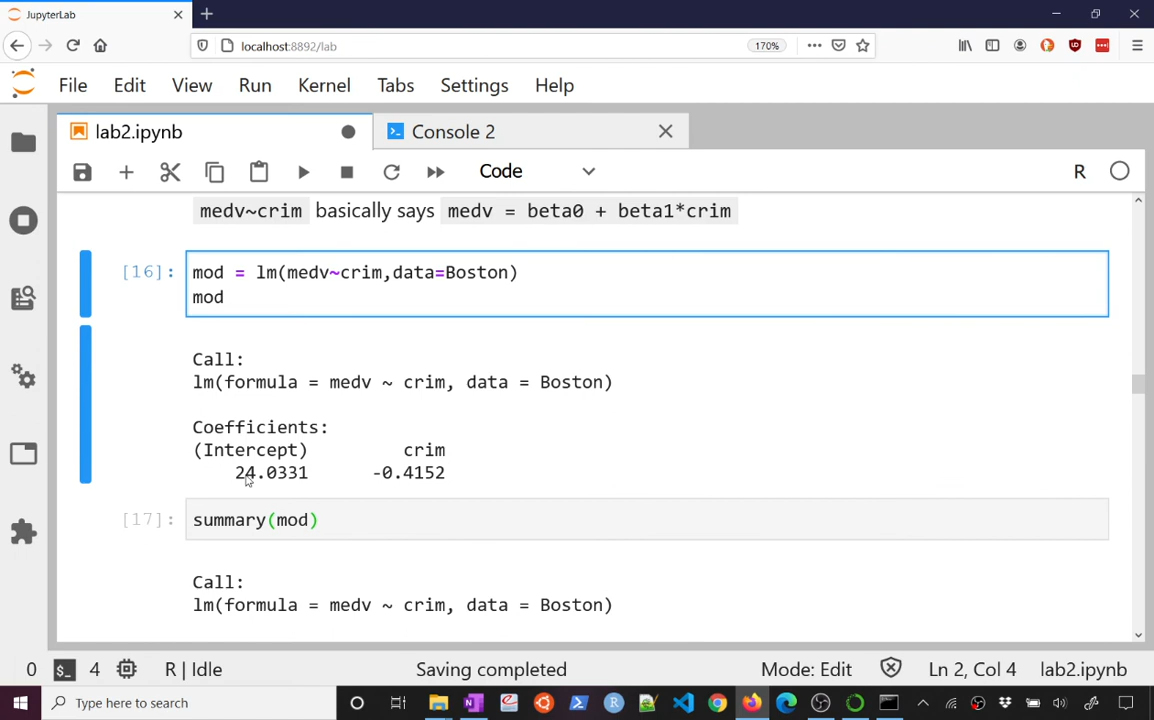 JupyterLab
localhost:8892/lab
170%
File Edit View Run Kernel Tabs Settings Help
lab2.ipynb
Console 2
Code
R
medv~crim basically says medv = beta0 + beta1*crim
[16]:
mod = lm(medv~crim,data=Boston)
mod
Call:
lm(formula = medv ~ crim, data = Boston)
Coefficients:
(Intercept) crim
24.0331 -0.4152
[17]:
summary(mod)
Call:
lm(formula = medv ~ crim, data = Boston)
0 $_ 4 R | Idle Saving completed Mode: Edit Ln 2, Col 4 lab2.ipynb
Type here to search